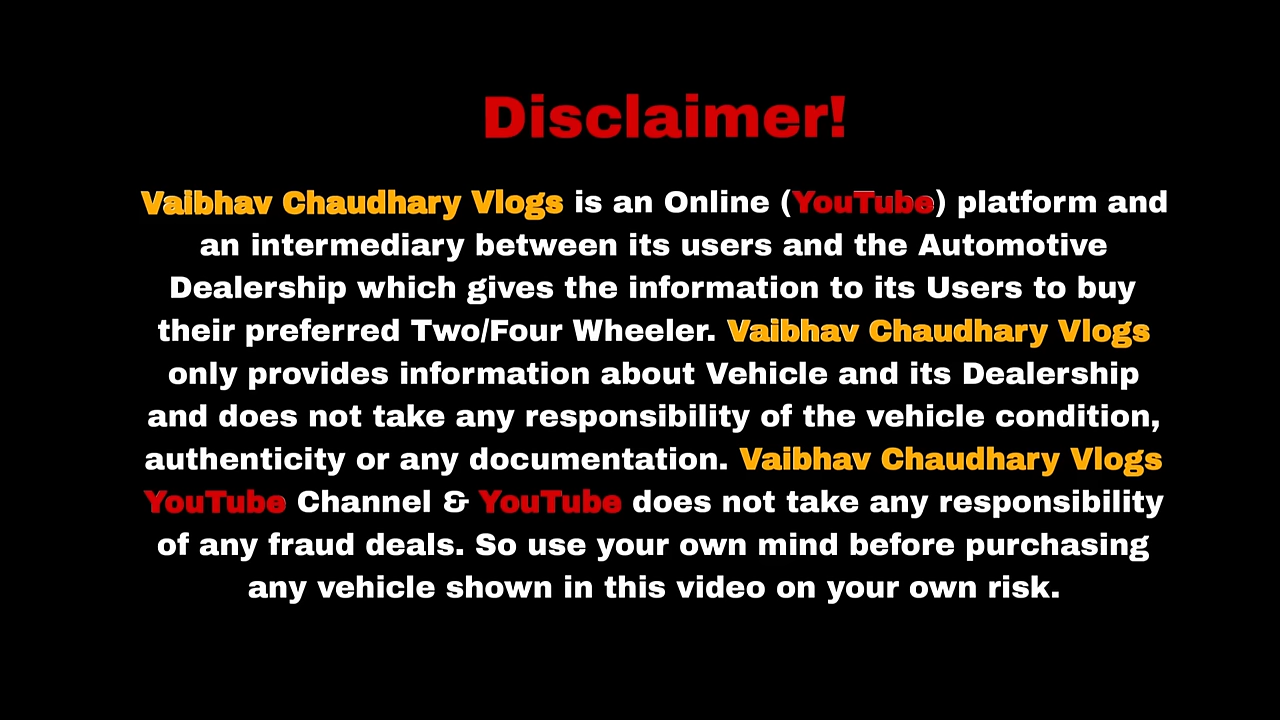 Disclaimer!
Vaibhav Chaudhary Vlogs is an Online (YouTube) platform and
an intermediary between its users and the Automotive
Dealership which gives the information to its Users to buy
their preferred Two/Four Wheeler. Vaibhav Chaudhary Vlogs
only provides information about Vehicle and its Dealership
and does not take any responsibility of the vehicle condition,
authenticity or any documentation. Vaibhav Chaudhary Vlogs
YouTube Channel & YouTube does not take any responsibility
of any fraud deals. So use your own mind before purchasing
any vehicle shown in this video on your own risk.